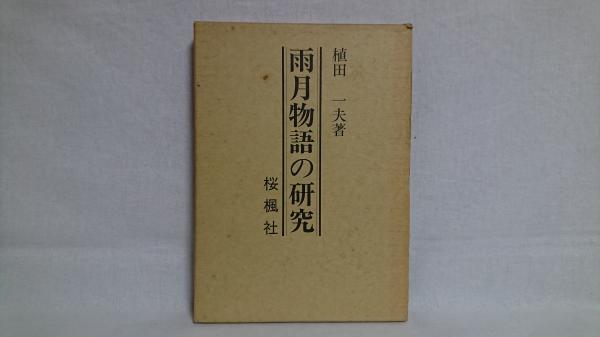 植田 一夫著
雨月物語の研究
桜楓社